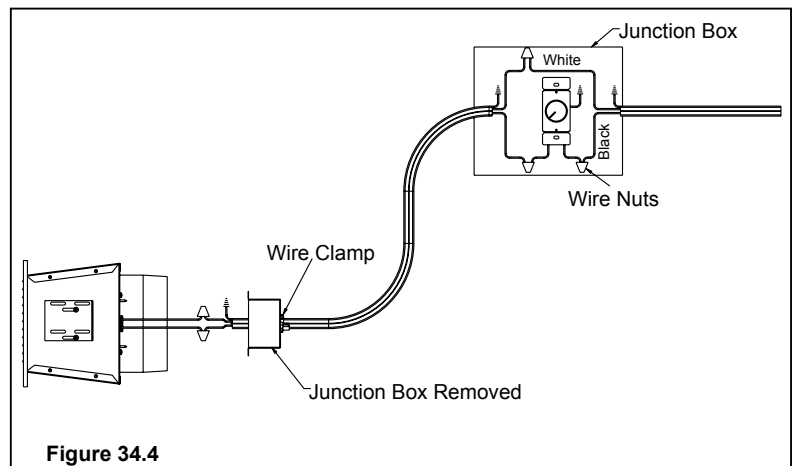 Junction Box
White
Black
Wire Nuts
Wire Clamp
Junction Box Removed
Figure 34.4